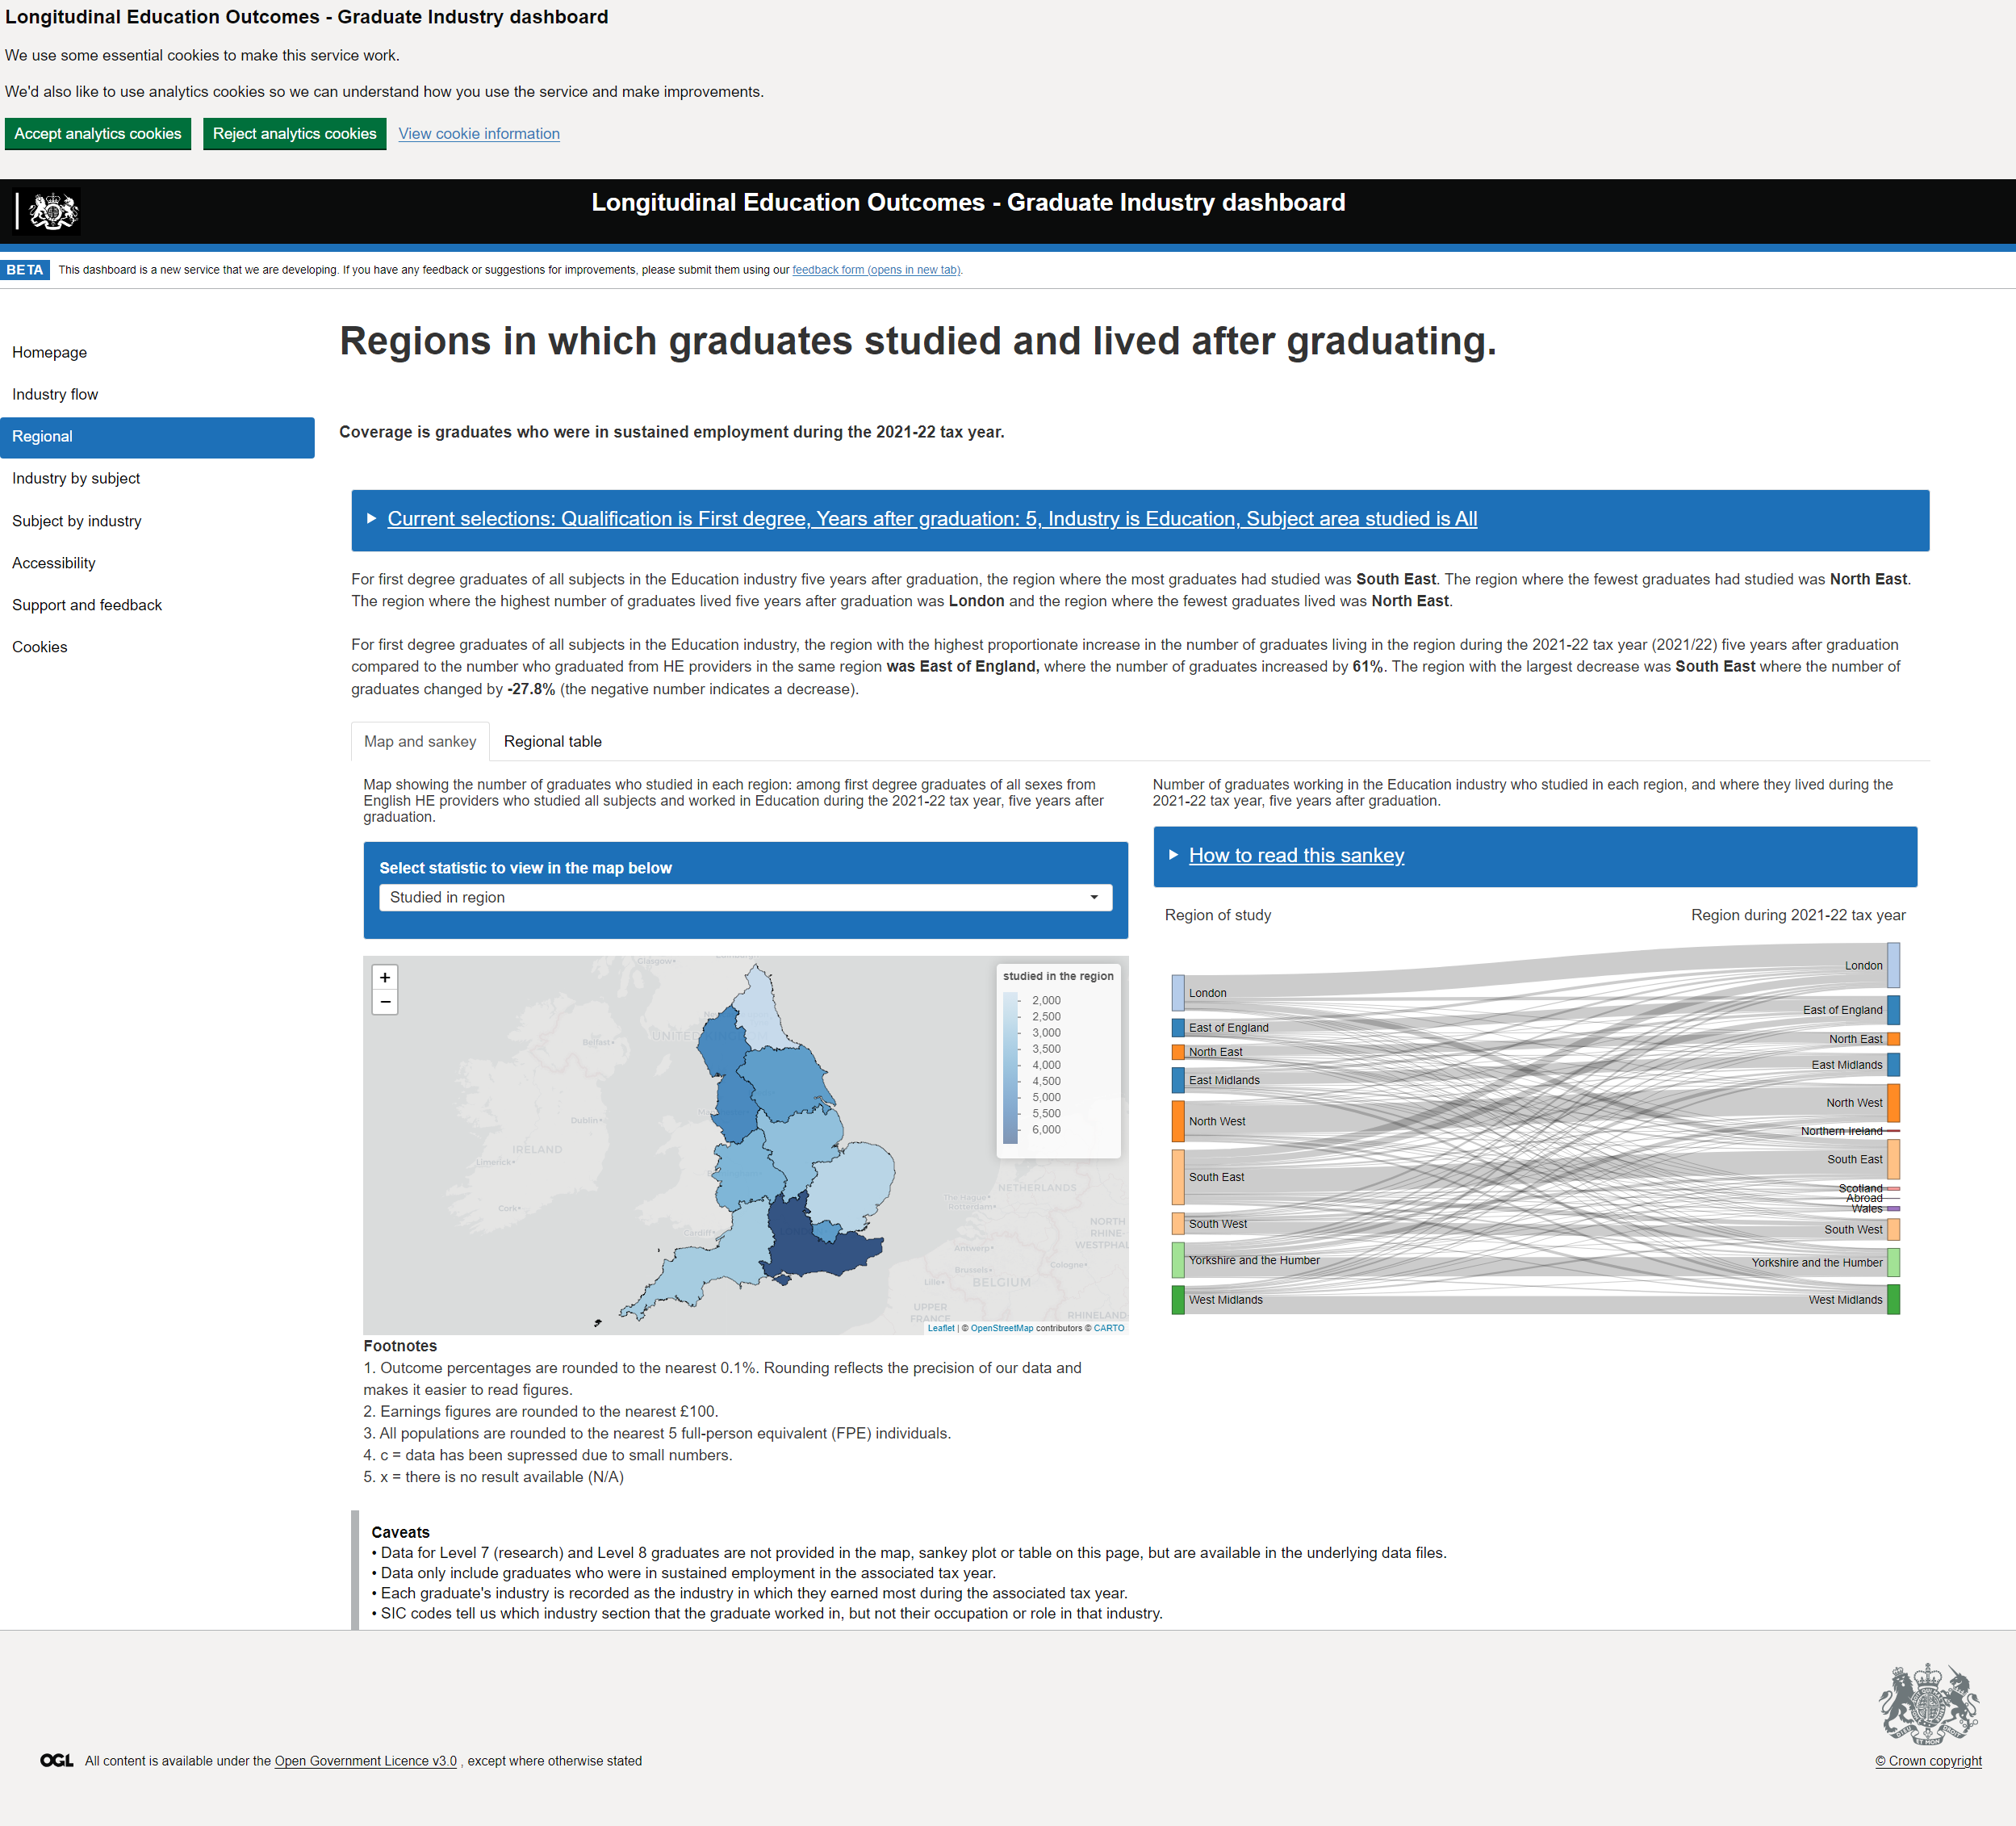 Longitudinal Education Outcomes - Graduate Industry dashboard
We use some essential cookies to make this service work.
We'd also like to use analytics cookies so we can understand how you use the service and make improvements.
Accept analytics cookies Reject analytics cookies View cookie information
Longitudinal Education Outcomes - Graduate Industry dashboard
BETA This dashboard is a new service that we are developing. If you have any feedback or suggestions for improvements, please submit them using our feedback form (opens in new tab).
Homepage
Industry flow
Regional
Industry by subject
Subject by industry
Accessibility
Support and feedback
Cookies
Regions in which graduates studied and lived after graduating.
Coverage is graduates who were in sustained employment during the 2021-22 tax year.
Current selections: Qualification is First degree, Years after graduation: 5, Industry is Education, Subject area studied is All
For first degree graduates of all subjects in the Education industry five years after graduation, the region where the most graduates had studied was South East. The region where the fewest graduates had studied was North East.
The region where the highest number of graduates lived five years after graduation was London and the region where the fewest graduates lived was North East.
For first degree graduates of all subjects in the Education industry, the region with the highest proportionate increase in the number of graduates living in the region during the 2021-22 tax year (2021/22) five years after graduation
compared to the number who graduated from HE providers in the same region was East of England, where the number of graduates increased by 61%. The region with the largest decrease was South East where the number of
graduates changed by -27.8% (the negative number indicates a decrease).
Map and sankey Regional table
Map showing the number of graduates who studied in each region: among first degree graduates of all sexes from
English HE providers who studied all subjects and worked in Education during the 2021-22 tax year, five years after
graduation.
Select statistic to view in the map below
Studied in region
+
−
studied in the region
2,000
2,500
3,000
3,500
4,000
4,500
5,000
5,500
6,000
Glasgow
UNITED
Belfast
Dublin
IRELAND
Limerick
Cork
Cardiff
NETHERLANDS
The Hague
Rotterdam
NORTH
RHINE-
WESTPHAL
Antwerp
Brussels
Cologne
Lille
BELGIUM
UPPER
FRANCE
RHINELAND
Leaflet | © OpenStreetMap contributors © CARTO
Number of graduates working in the Education industry who studied in each region, and where they lived during the
2021-22 tax year, five years after graduation.
How to read this sankey
Region of study Region during 2021-22 tax year
London
East of England
North East
East Midlands
North West
South East
South West
Yorkshire and the Humber
West Midlands
London
East of England
North East
East Midlands
North West
Northern Ireland
South East
Scotland
Abroad
Wales
South West
Yorkshire and the Humber
West Midlands
Footnotes
1. Outcome percentages are rounded to the nearest 0.1%. Rounding reflects the precision of our data and
makes it easier to read figures.
2. Earnings figures are rounded to the nearest £100.
3. All populations are rounded to the nearest 5 full-person equivalent (FPE) individuals.
4. c = data has been supressed due to small numbers.
5. x = there is no result available (N/A)
Caveats
• Data for Level 7 (research) and Level 8 graduates are not provided in the map, sankey plot or table on this page, but are available in the underlying data files.
• Data only include graduates who were in sustained employment in the associated tax year.
• Each graduate's industry is recorded as the industry in which they earned most during the associated tax year.
• SIC codes tell us which industry section that the graduate worked in, but not their occupation or role in that industry.
OGL All content is available under the Open Government Licence v3.0 , except where otherwise stated
© Crown copyright